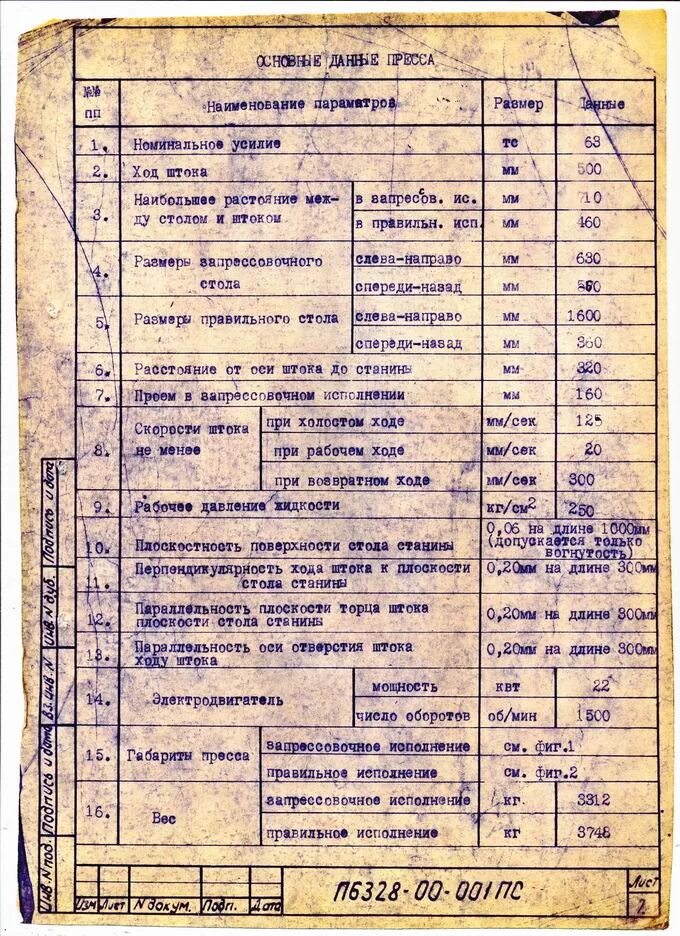 ОСНОВНЫЕ ДАННЫЕ ПРЕССА
№№ пп Наименование параметров Размер Данные
1. Номинальное усилие тс 63
2. Ход штока мм 500
3. Наибольшее растояние меж-
ду столом и штоком
в запрессов. ис. мм 710
в правильн. исп. мм 460
4. Размеры запрессовочного
стола
слева-направо мм 630
спереди-назад мм
5. Размеры правильного стола слева-направо мм 1600
спереди-назад мм 360
6. Расстояние от оси штока до станины мм 320
7. Проем в запрессовочном исполнении мм 160
8. Скорости штока
не менее
при холостом ходе мм/сек 125
при рабочем ходе мм/сек 20
при возвратном ходе мм/сек 300
9. Рабочее давление жидкости кг/см² 250
10. Плоскостность поверхности стола станины
0,06 на длине 1000мм
(допускается только
вогнутость)
11. Перпендикулярность хода штока к плоскости
стола станины
0,20мм на длине 300мм
12. Параллельность плоскости торца штока
плоскости стола станины
0,20мм на длине 300мм
13. Параллельность оси отверстия штока
ходу штока
0,20мм на длине 300мм
14. Электродвигатель мощность квт 22
число оборотов об/мин 1500
15. Габариты пресса запрессовочное исполнение см. фиг.1
правильное исполнение см. фиг.2
16. Вес запрессовочное исполнение кг 3312
правильное исполнение кг 3748
Инв.N под. Подпись и дата Вз.инв.N Инв N дуб. Подпись и дата
Изм Лист N докум. Подп. Дата
П6328-00-001ПС
Лист
2